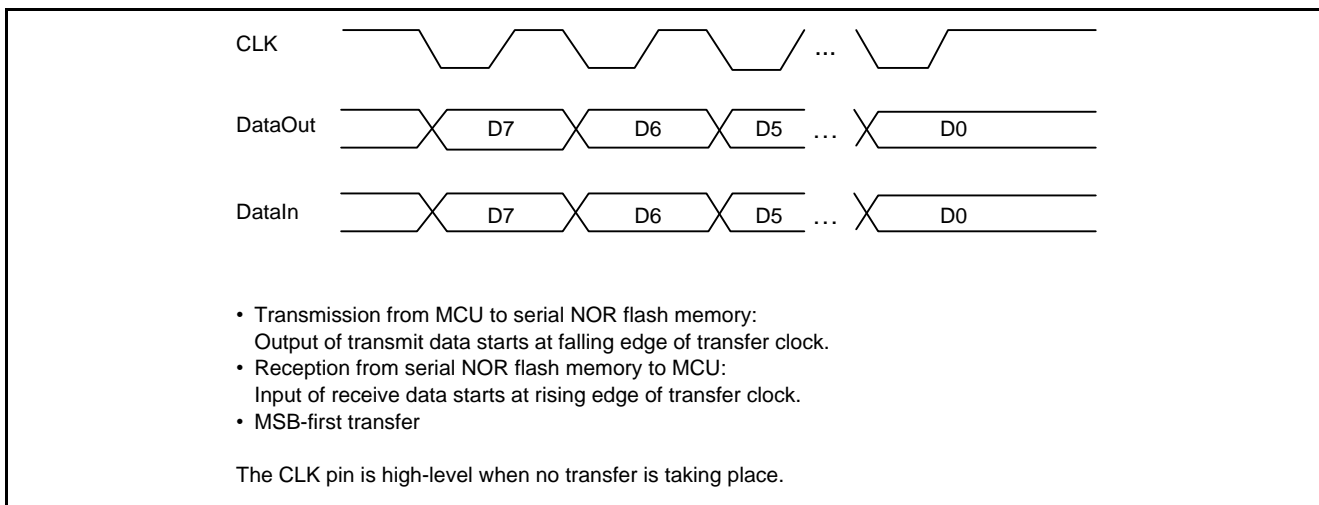 CLK ...
DataOut D7 D6 D5 ... D0
DataIn D7 D6 D5 ... D0
• Transmission from MCU to serial NOR flash memory:
Output of transmit data starts at falling edge of transfer clock.
• Reception from serial NOR flash memory to MCU:
Input of receive data starts at rising edge of transfer clock.
• MSB-first transfer
The CLK pin is high-level when no transfer is taking place.